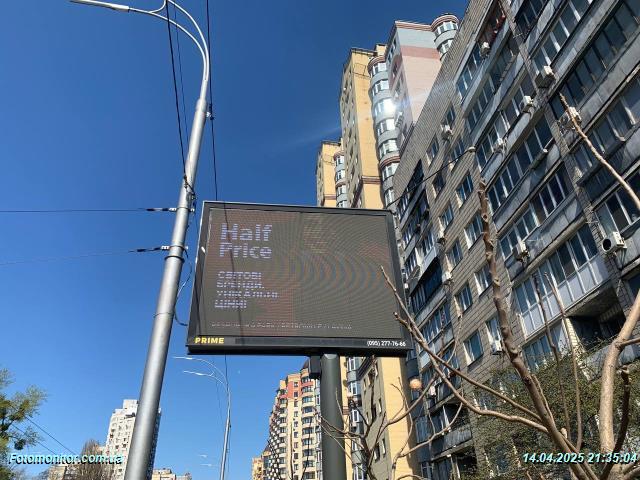 Half
Price
СВІТОВІ
БРЕНДИ.
УНІКАЛЬНІ
ЦІНИ!
PRIME
(095) 277-76-66
Fotomonitor.com.ua
14.04.2025 21:35:04